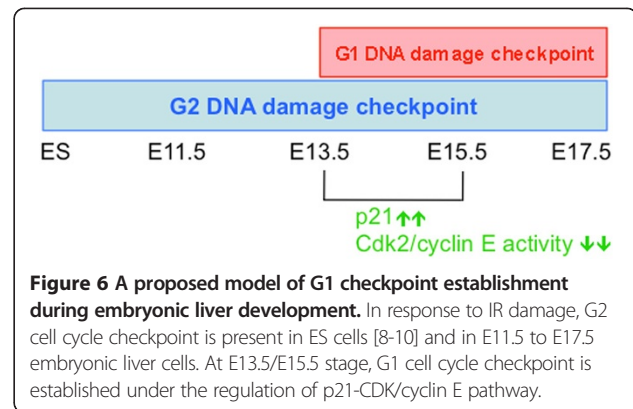 G1 DNA damage checkpoint
G2 DNA damage checkpoint
ES E11.5 E13.5 E15.5 E17.5
p21↑↑
Cdk2/cyclin E activity ↓↓
Figure 6 A proposed model of G1 checkpoint establishment
during embryonic liver development. In response to IR damage, G2
cell cycle checkpoint is present in ES cells [8-10] and in E11.5 to E17.5
embryonic liver cells. At E13.5/E15.5 stage, G1 cell cycle checkpoint is
established under the regulation of p21-CDK/cyclin E pathway.